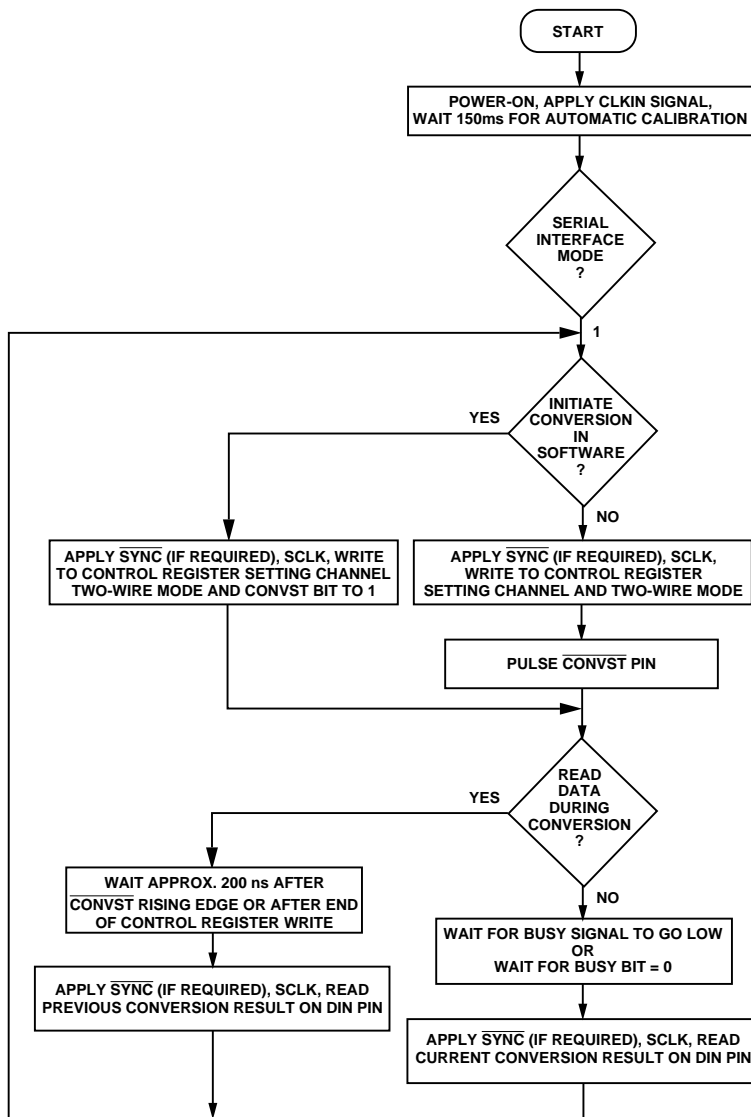 START
POWER-ON, APPLY CLKIN SIGNAL,
WAIT 150ms FOR AUTOMATIC CALIBRATION
SERIAL
INTERFACE
MODE
?
1
INITIATE
CONVERSION
IN
SOFTWARE
?
YES
NO
APPLY SYNC (IF REQUIRED), SCLK, WRITE
TO CONTROL REGISTER SETTING CHANNEL
TWO-WIRE MODE AND CONVST BIT TO 1
APPLY SYNC (IF REQUIRED), SCLK,
WRITE TO CONTROL REGISTER
SETTING CHANNEL AND TWO-WIRE MODE
PULSE CONVST PIN
READ
DATA
DURING
CONVERSION
?
YES
NO
WAIT APPROX. 200 ns AFTER
CONVST RISING EDGE OR AFTER END
OF CONTROL REGISTER WRITE
WAIT FOR BUSY SIGNAL TO GO LOW
OR
WAIT FOR BUSY BIT = 0
APPLY SYNC (IF REQUIRED), SCLK, READ
PREVIOUS CONVERSION RESULT ON DIN PIN
APPLY SYNC (IF REQUIRED), SCLK, READ
CURRENT CONVERSION RESULT ON DIN PIN